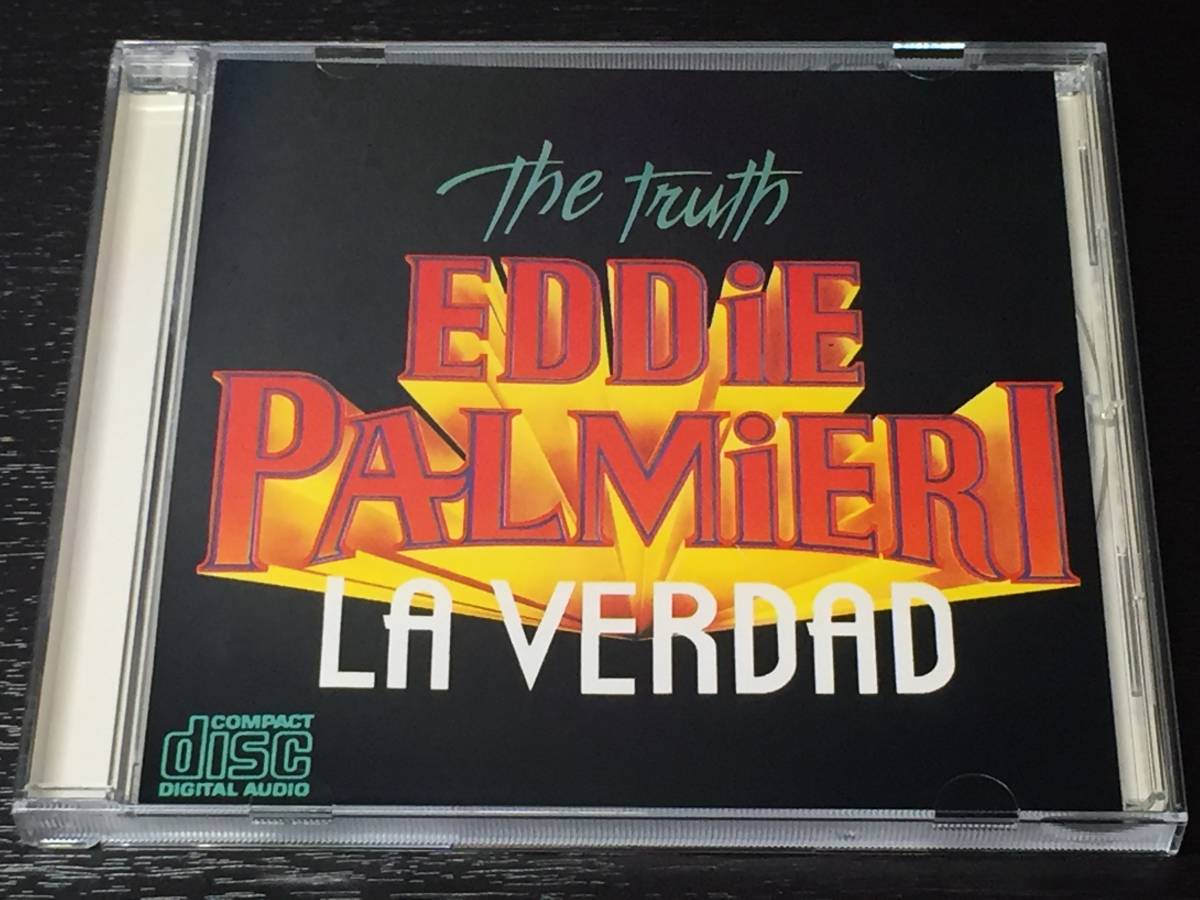 The Truth
EDDiE
PALMiERI
LA VERDAD
COMPACT
disc
DIGITAL AUDIO